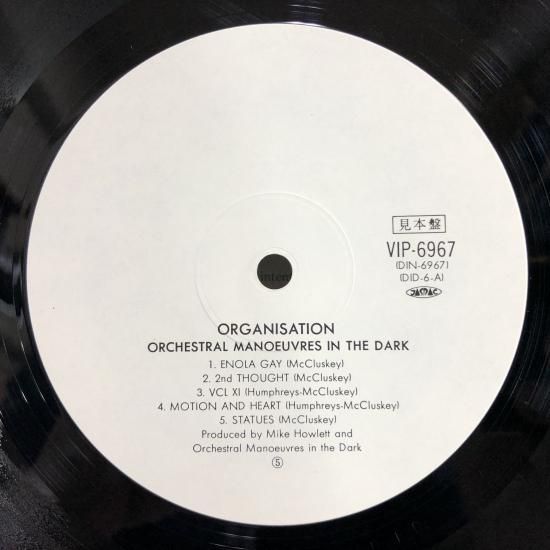 見本盤
VIP-6967
(DIN-6967)
(DID-6-A)
JASRAC
ORGANISATION
ORCHESTRAL MANOEUVRES IN THE DARK
1. ENOLA GAY (McCluskey)
2. 2nd THOUGHT (McCluskey)
3. VCL XI (Humphreys-McCluskey)
4. MOTION AND HEART (Humphreys-McCluskey)
5. STATUES (McCluskey)
Produced by Mike Howlett and
Orchestral Manoeuvres in the Dark
Ⓢ